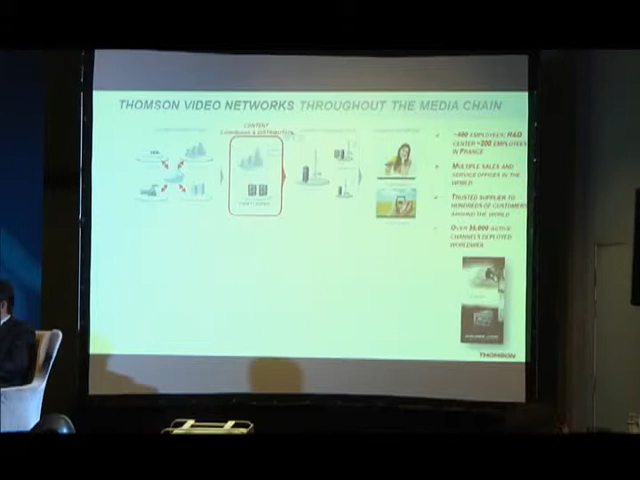 THOMSON VIDEO NETWORKS THROUGHOUT THE MEDIA CHAIN
CONTENT
~400 EMPLOYEES; R&D
CENTER ~200 EMPLOYEES
IN FRANCE
MULTIPLE SALES AND
SERVICE OFFICES IN THE
WORLD
TRUSTED SUPPLIER TO
HUNDREDS OF CUSTOMERS
AROUND THE WORLD
OVER 35,000 ACTIVE
CHANNELS DEPLOYED
WORLDWIDE
THOMSON